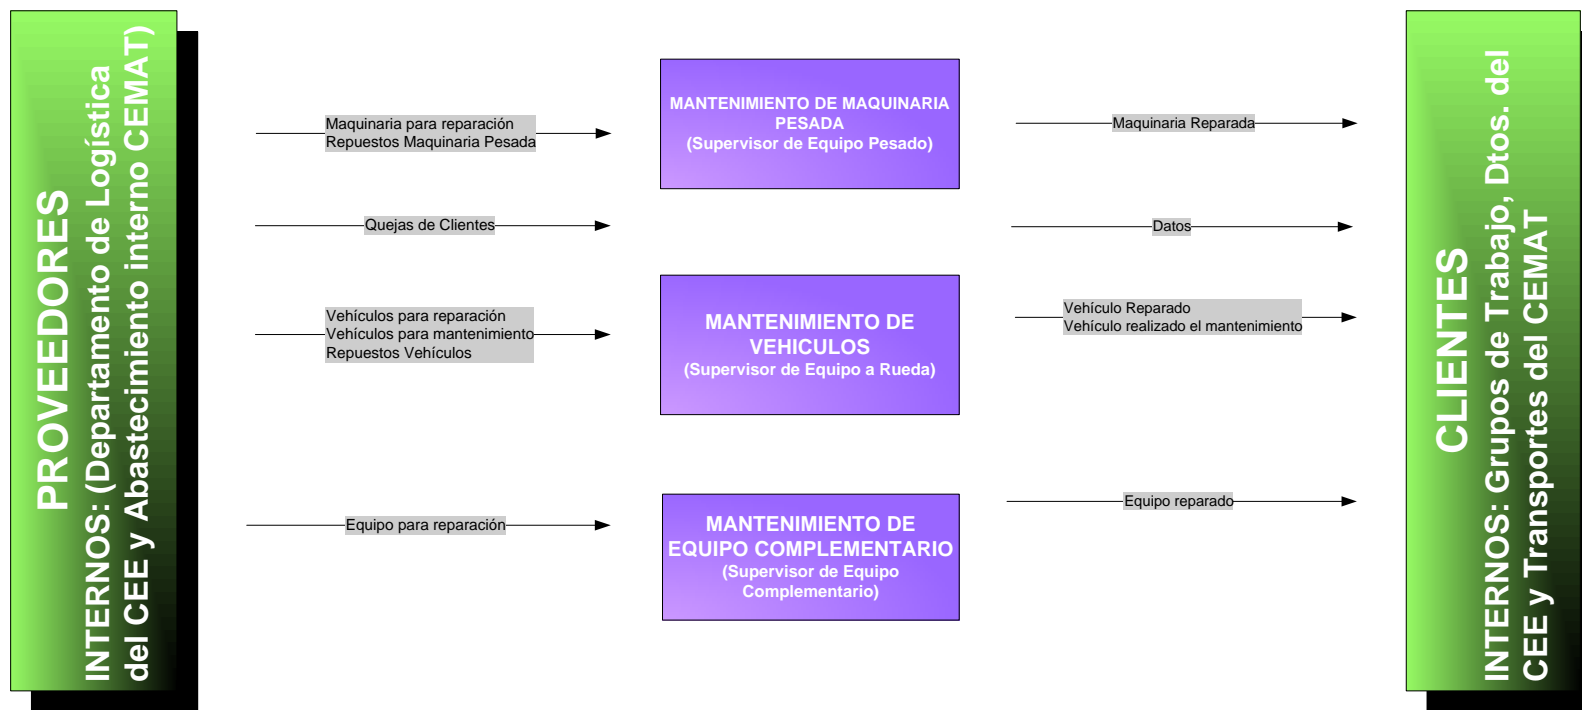 PROVEEDORES
INTERNOS: (Departamento de Logística
del CEE y Abastecimiento interno CEMAT)
Maquinaria para reparación
Repuestos Maquinaria Pesada
Quejas de Clientes
Vehículos para reparación
Vehículos para mantenimiento
Repuestos Vehículos
Equipo para reparación
MANTENIMIENTO DE MAQUINARIA
PESADA
(Supervisor de Equipo Pesado)
MANTENIMIENTO DE
VEHICULOS
(Supervisor de Equipo a Rueda)
MANTENIMIENTO DE
EQUIPO COMPLEMENTARIO
(Supervisor de Equipo
Complementario)
Maquinaria Reparada
Datos
Vehículo Reparado
Vehículo realizado el mantenimiento
Equipo reparado
CLIENTES
INTERNOS: Grupos de Trabajo, Dtos. del
CEE y Transportes del CEMAT